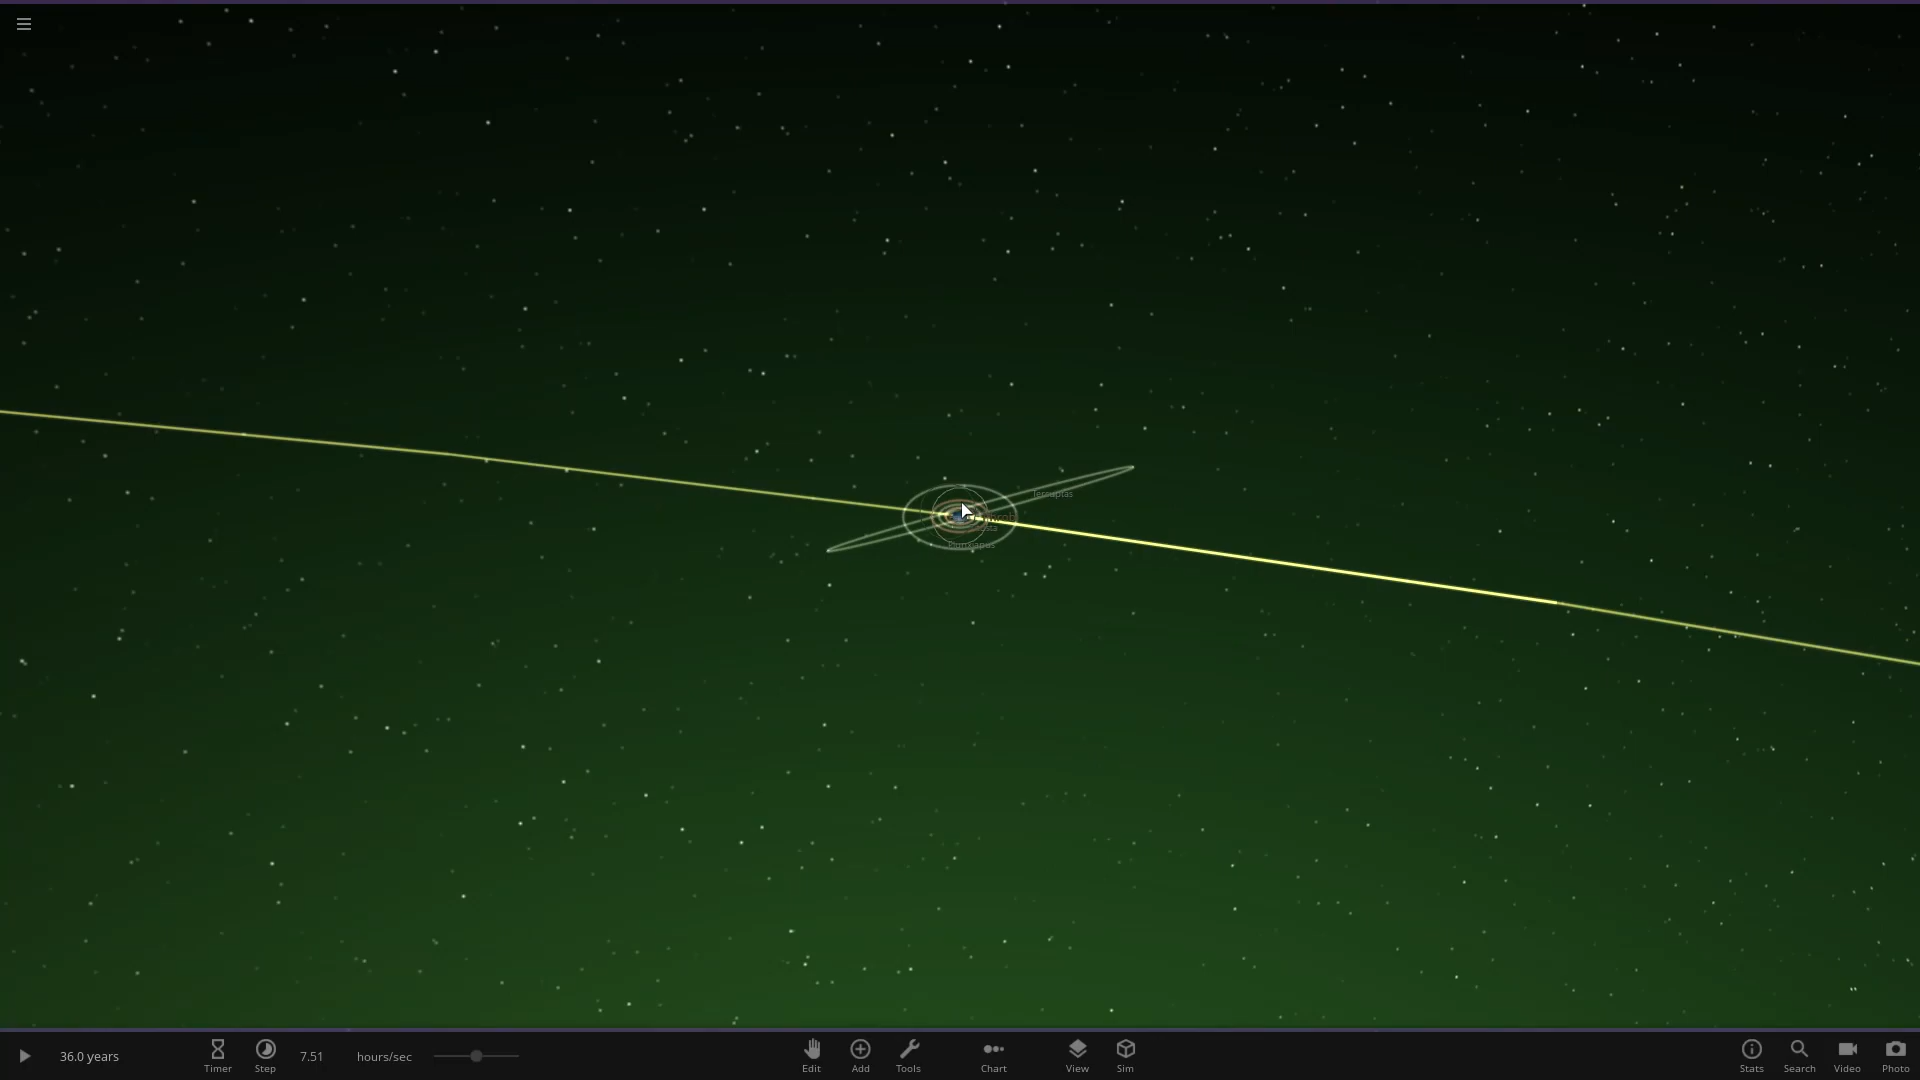 Tersuptas
36.0 years
Timer
Step
7.51
hours/sec
Edit
Add
Tools
Chart
View
Sim
Stats
Search
Video
Photo